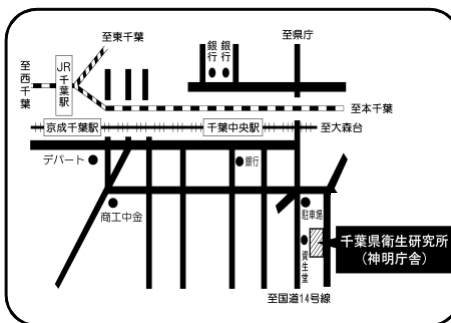 至東千葉
銀行
銀行
至県庁
JR千葉駅
至西千葉
至本千葉
京成千葉駅
千葉中央駅
至大森台
デパート
銀行
商工中金
駐車場
資生堂
千葉県衛生研究所
（神明庁舎）
至国道14号線